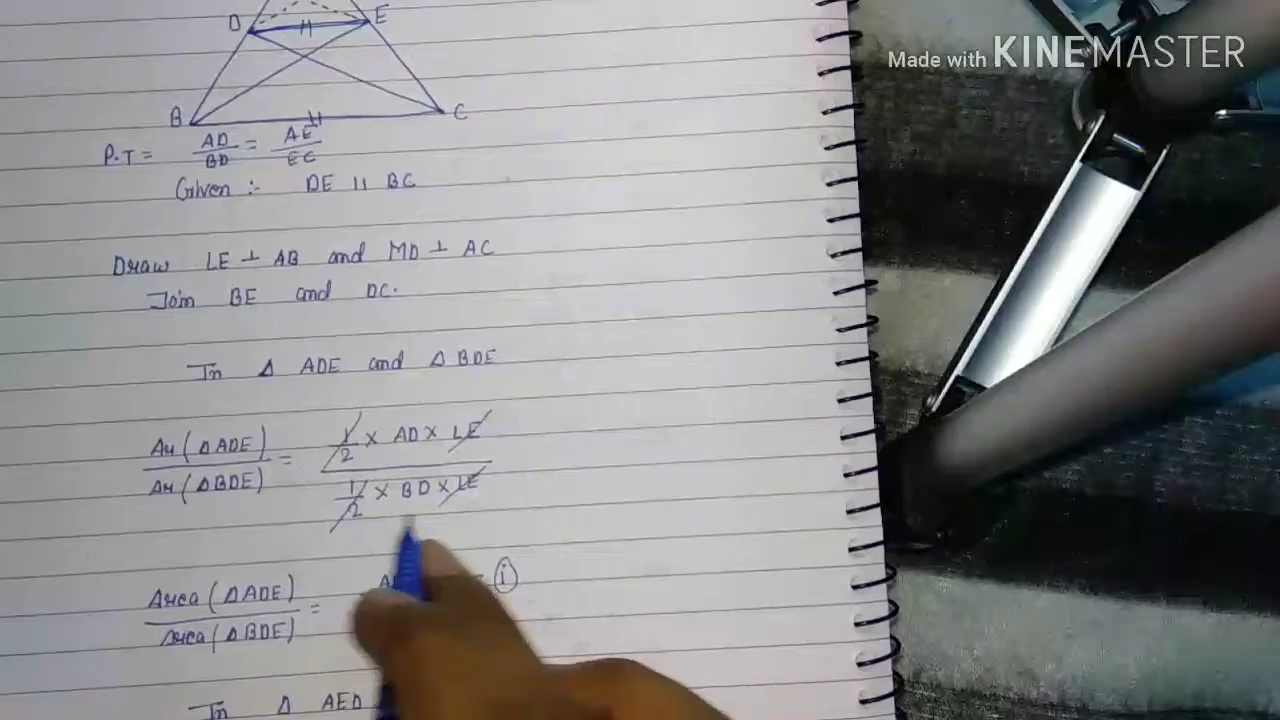 Made with KINEMASTER
D E
B C
P.T = AD/BD = AE/EC
Given :- DE || BC
Draw LE ⊥ AB and MD ⊥ AC
Join BE and DC.
In Δ ADE and Δ BDE
Ar(ΔADE)/Ar(ΔBDE) = 1/2 × AD × LE / 1/2 × BD × LE
Area(ΔADE)/Area(ΔBDE) = (i)
In Δ AED